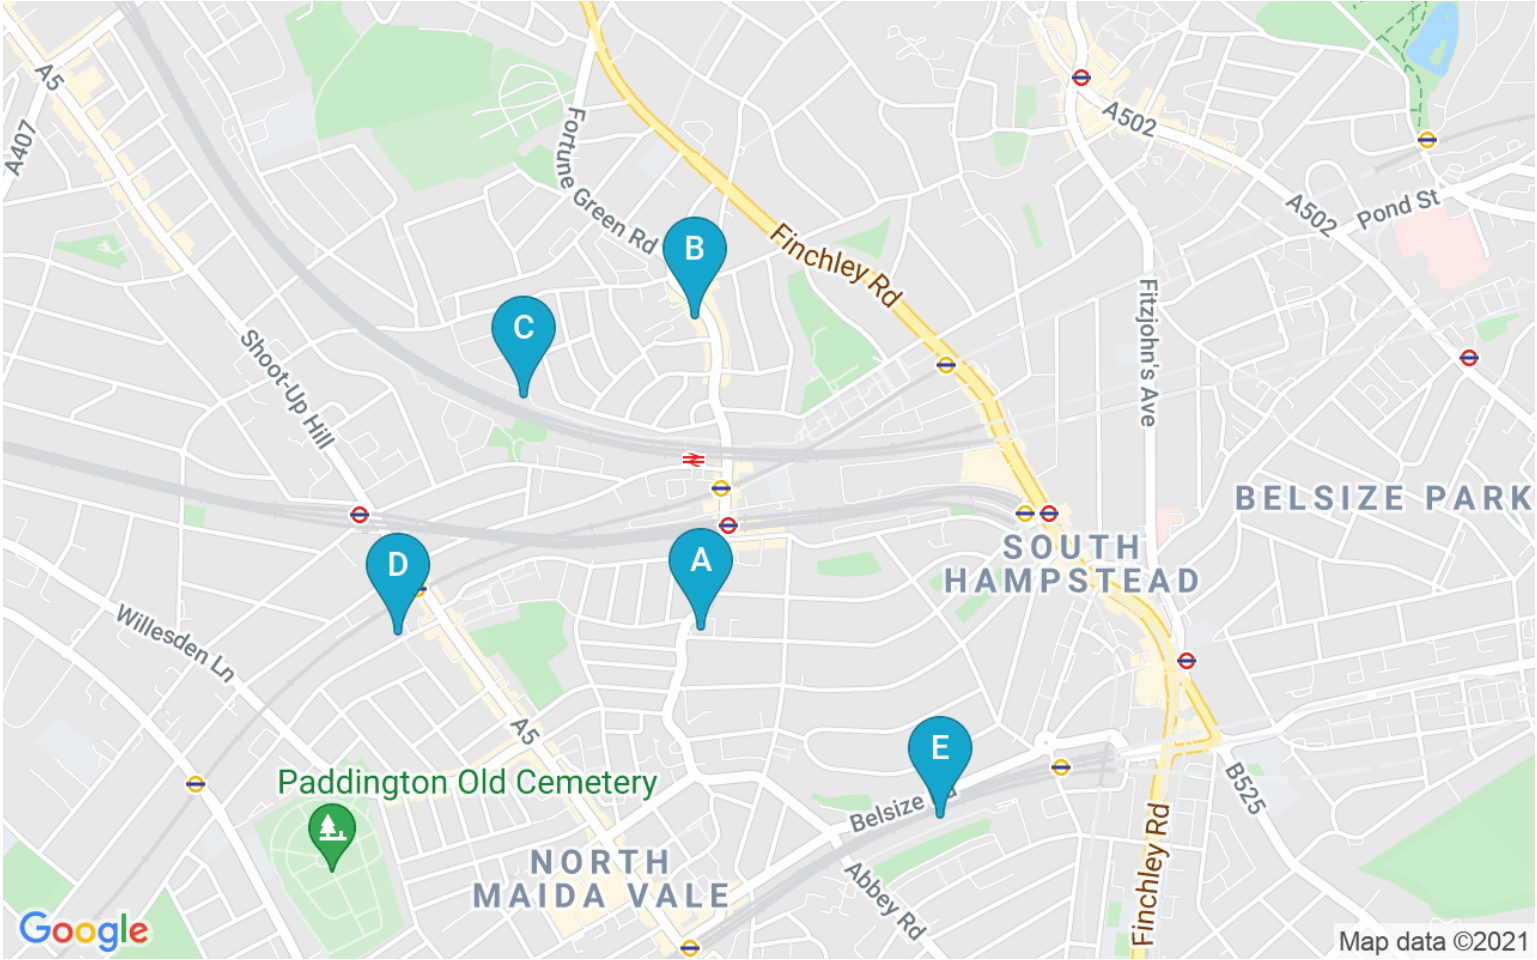 A5
A407
Fortune Green Rd
A502
A502
Pond St
B
Finchley Rd
C
Shoot-Up Hill
Fitzjohn's Ave
BELSIZE PARK
D
A
SOUTH
HAMPSTEAD
Willesden Ln
A5
E
Paddington Old Cemetery
Belsize
B525
NORTH
MAIDA VALE
Abbey Rd
Finchley Rd
Google
Map data ©2021